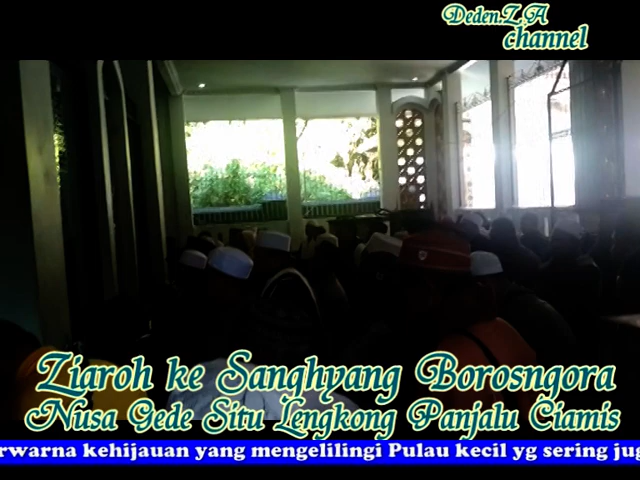 Deden.Z.A
channel
Ziaroh ke Sanghyang Borosngora
Nusa Gede Situ Lengkong Panjalu Ciamis
rwarna kehijauan yang mengelilingi Pulau kecil yg sering jug